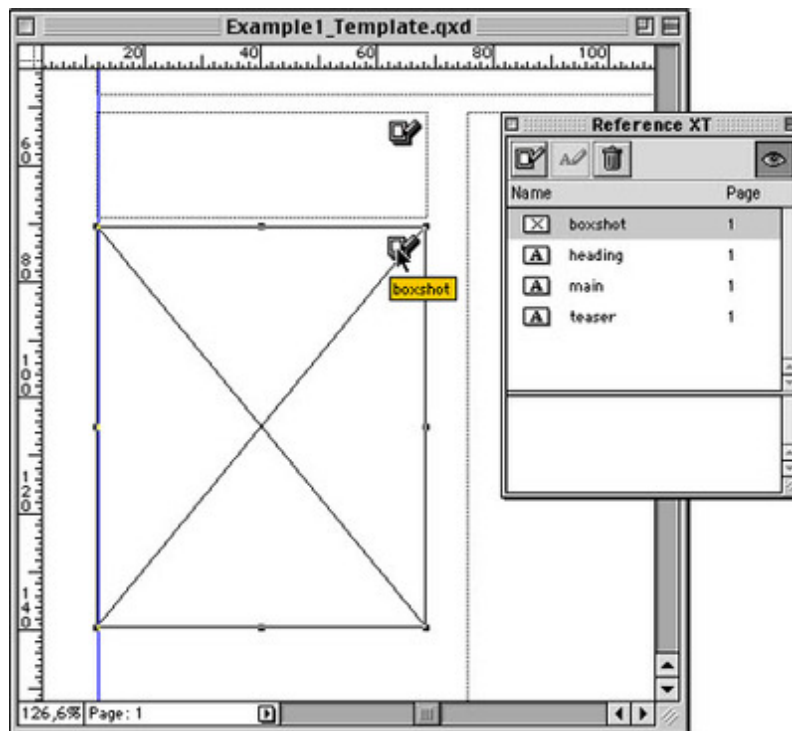 Example1_Template.qxd
20 40 60 80 100
60
80
100
120
140
boxshot
126,6% Page: 1
Reference XT
Name Page
boxshot 1
heading 1
main 1
teaser 1